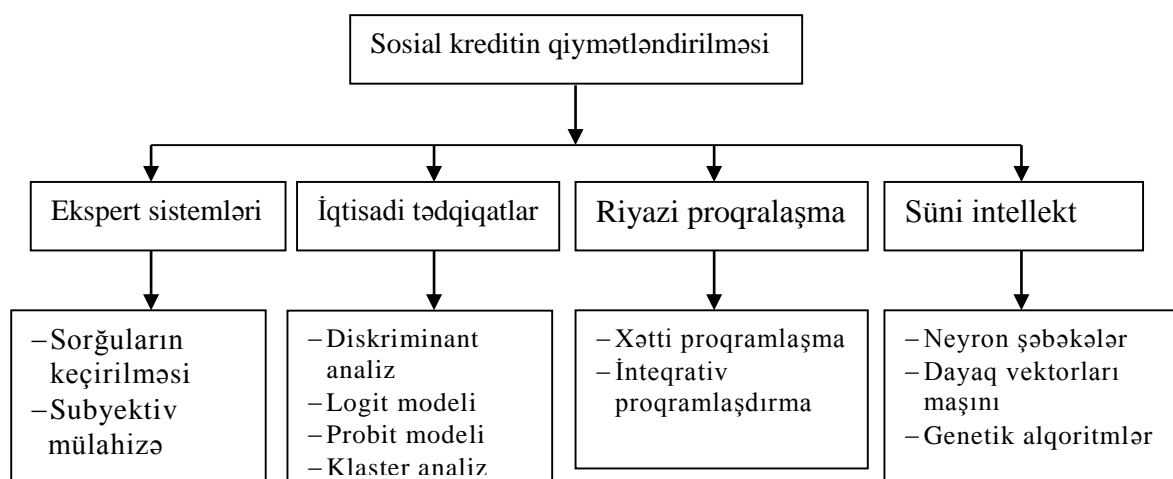 Sosial kreditin qiymətləndirilməsi
Ekspert sistemləri
İqtisadi tədqiqatlar
Riyazi proqralaşma
Süni intellekt
–Sorğuların
keçirilməsi
–Subyektiv
mülahizə
–Diskriminant
analiz
–Logit modeli
–Probit modeli
–Klaster analiz
–Xətti proqramlaşma
–İnteqrativ
proqramlaşdırma
–Neyron şəbəkələr
–Dayaq vektorları
maşını
–Genetik alqoritmlər